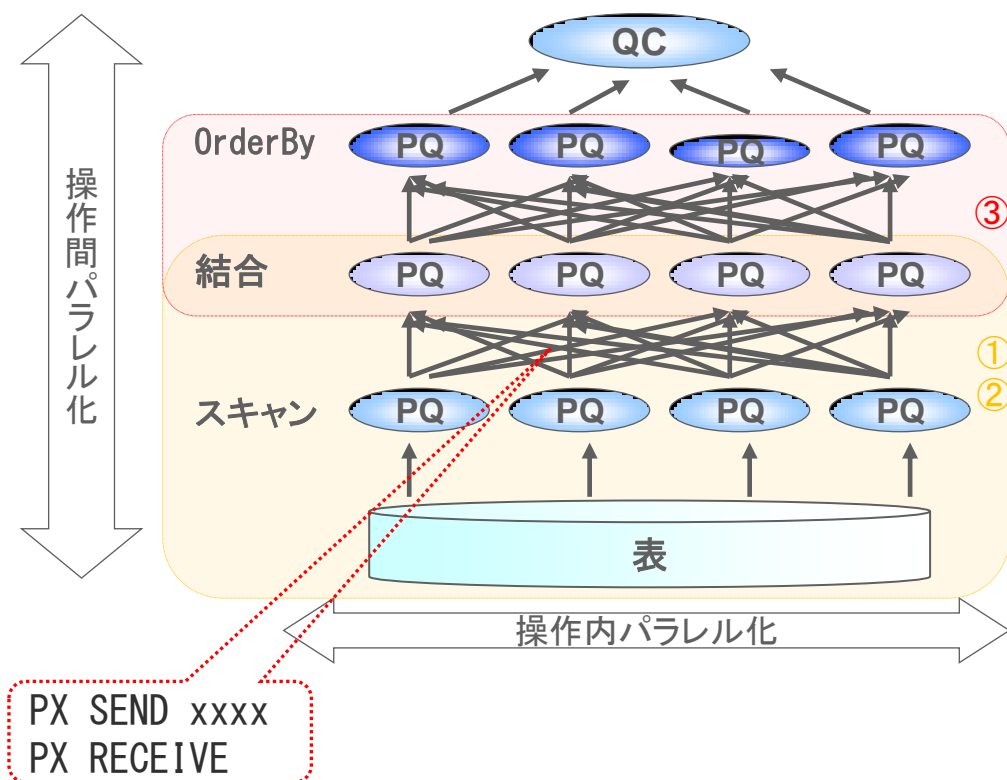 QC
OrderBy PQ PQ PQ PQ
操作間パラレル化
③
結合 PQ PQ PQ PQ
①
②
スキャン PQ PQ PQ PQ
表
操作内パラレル化
PX SEND xxxx
PX RECEIVE